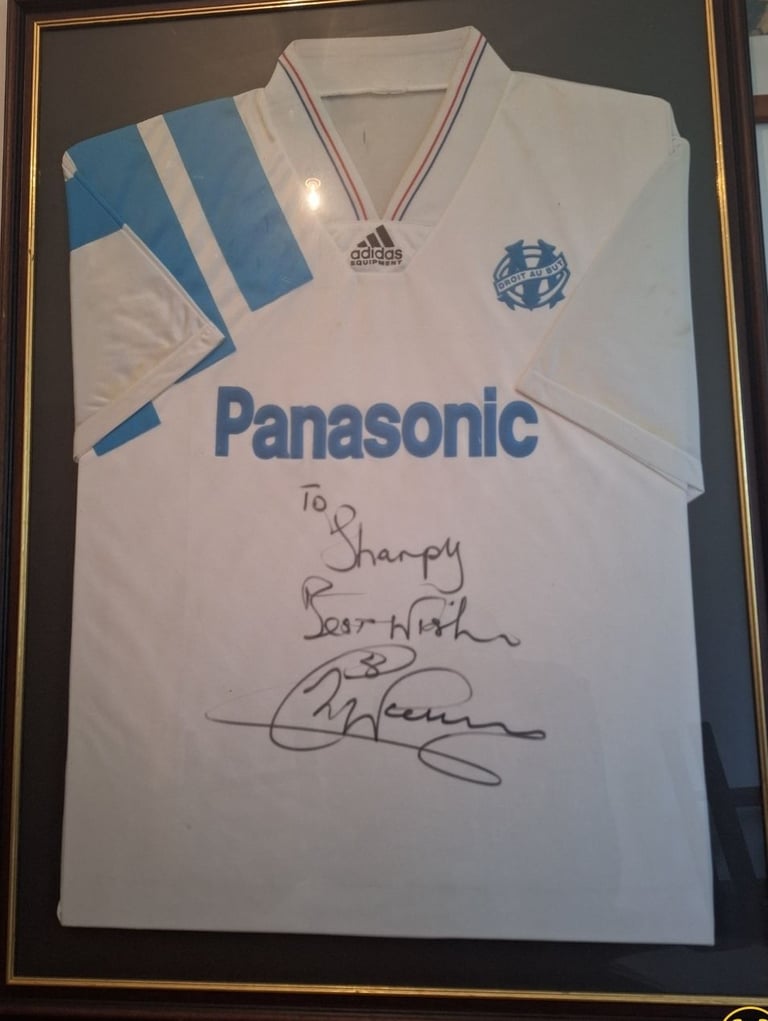 adidas
EQUIPMENT
DROIT AU BUT
Panasonic
To
Sharpy
Best Wishes